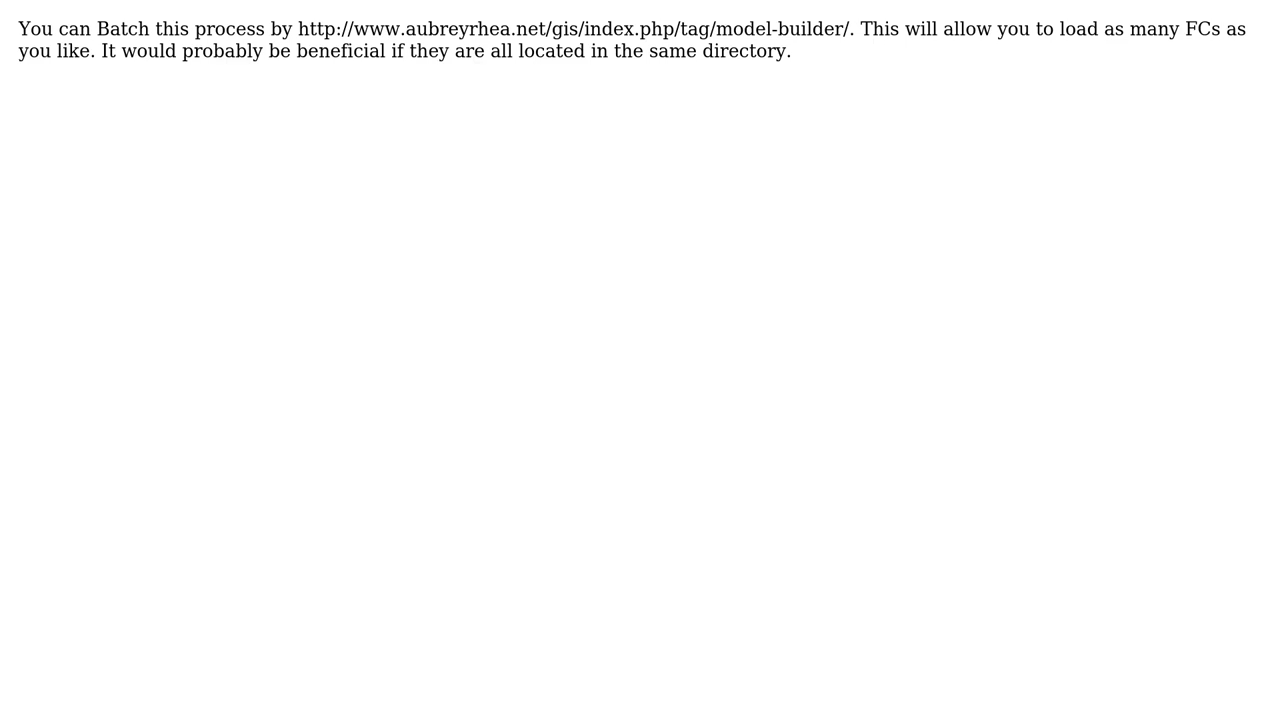 You can Batch this process by http://www.aubreyrhea.net/gis/index.php/tag/model-builder/. This will allow you to load as many FCs as
you like. It would probably be beneficial if they are all located in the same directory.